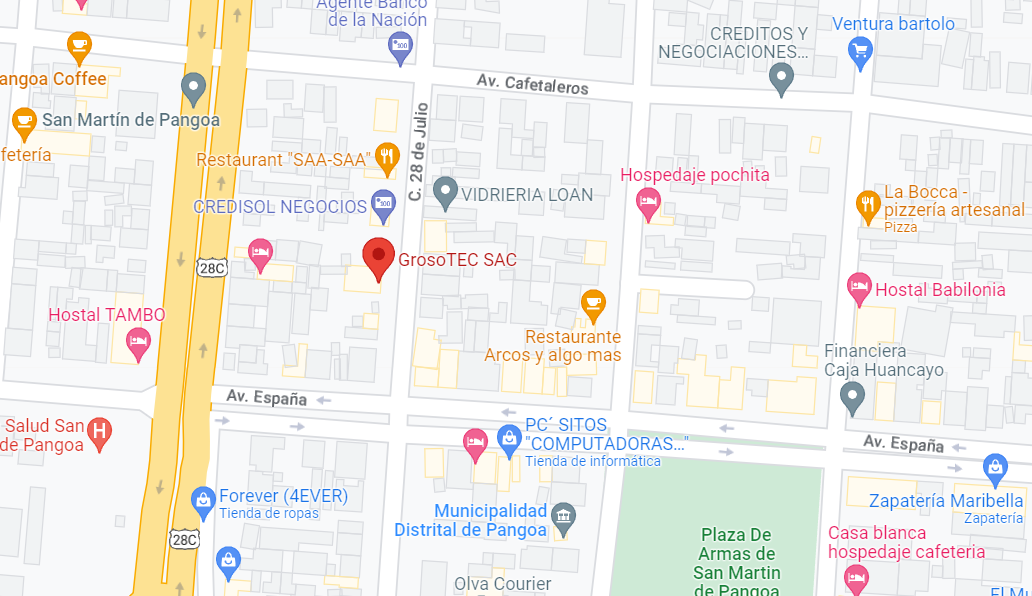 Agente Banco
de la Nación
Ventura bartolo
CREDITOS Y
NEGOCIACIONES...
angoa Coffee
Av. Cafetaleros
San Martín de Pangoa
fetería
C. 28 de Julio
Restaurant "SAA-SAA"
VIDRIERIA LOAN
Hospedaje pochita
CREDISOL NEGOCIOS
La Bocca -
pizzería artesanal
Pizza
GrosoTEC SAC
28C
Hostal TAMBO
Hostal Babilonia
Restaurante
Arcos y algo mas
Financiera
Caja Huancayo
Av. España
Salud San
de Pangoa
PC´ SITOS
"COMPUTADORAS..."
Tienda de informática
Av. España
Forever (4EVER)
Tienda de ropas
Zapatería Maribella
Zapatería
Municipalidad
Distrital de Pangoa
28C
Plaza De
Armas de
San Martin
de Pangoa
Casa blanca
hospedaje cafeteria
Olva Courier
El Mu